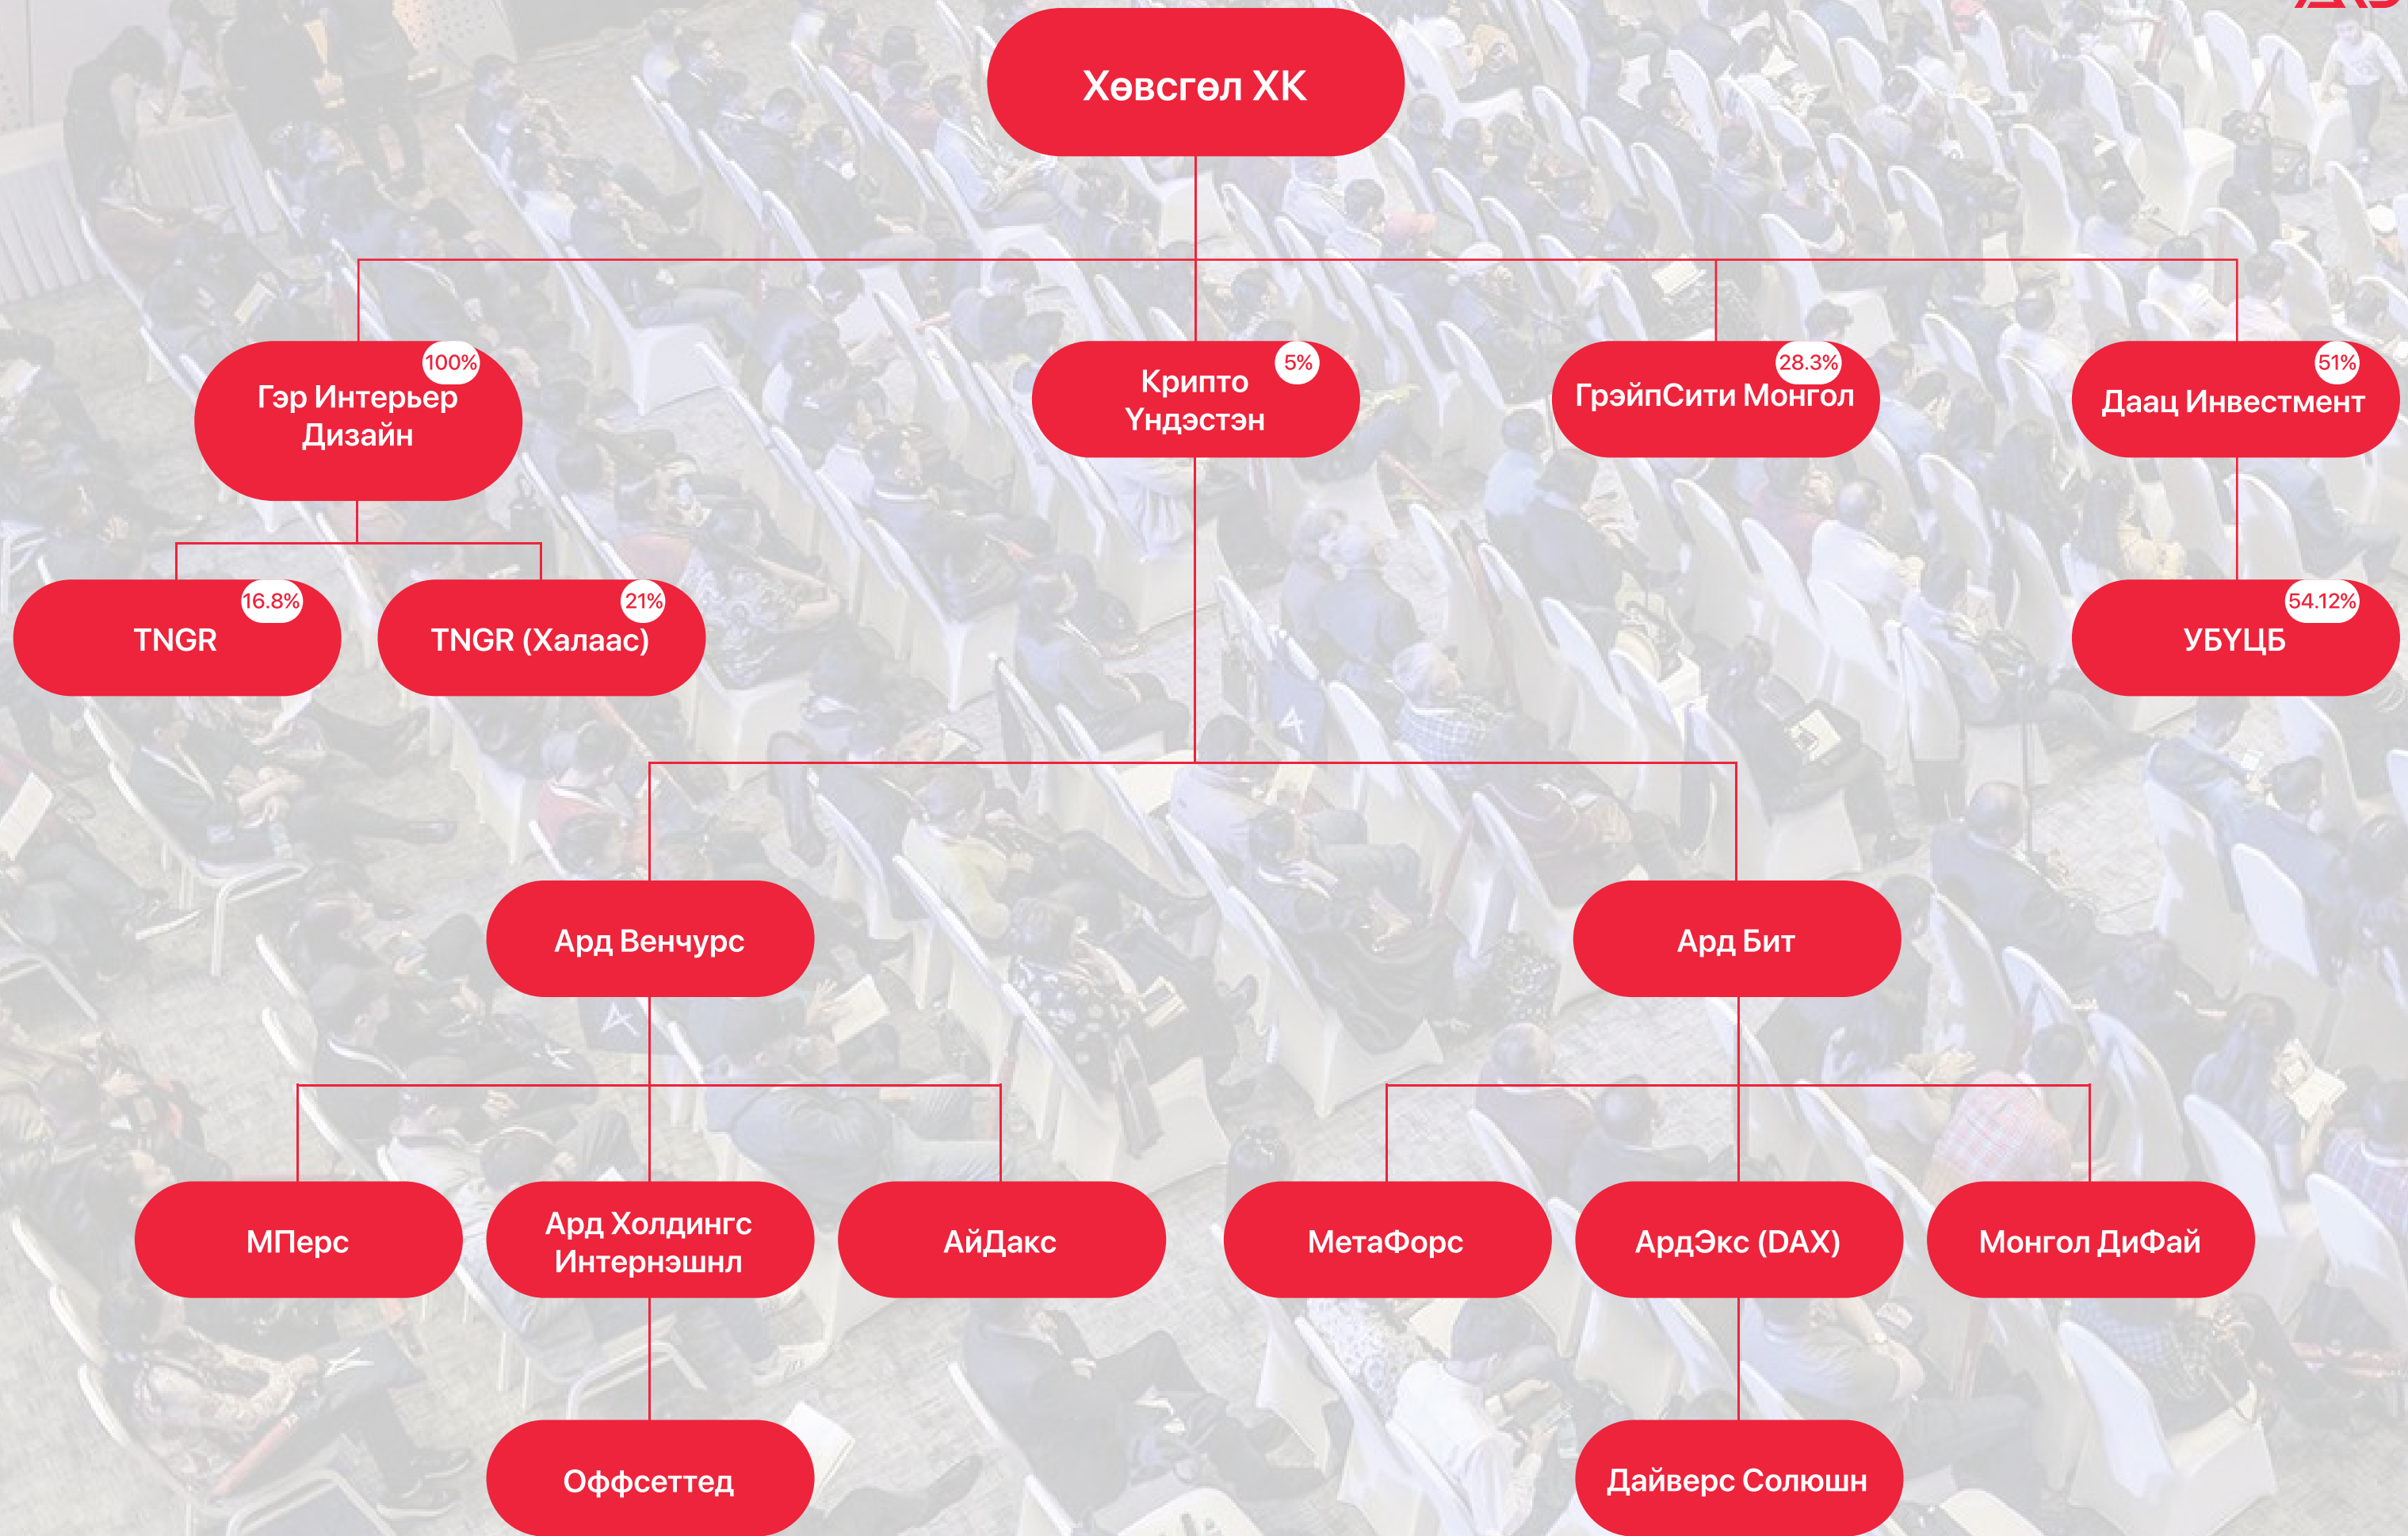 Хөвсгөл ХК
100%
Гэр Интерьер
Дизайн
5%
Крипто
Үндэстэн
28.3%
ГрэйпСити Монгол
51%
Даац Инвестмент
16.8%
TNGR
21%
TNGR (Халаас)
54.12%
УБҮЦБ
Ард Венчурс
Ард Бит
МПерс
Ард Холдингс
Интернэшнл
АйДакс
МетаФорс
АрдЭкс (DAX)
Монгол ДиФай
Оффсеттед
Дайверс Солюшн